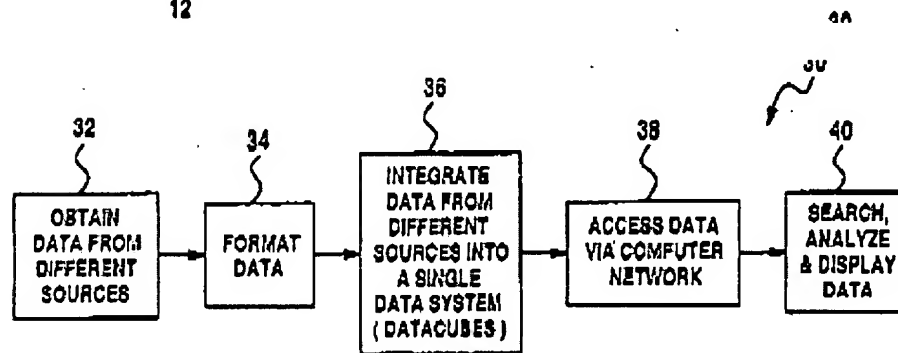 12
36
38
40
32
34
OBTAIN
DATA FROM
DIFFERENT
SOURCES
FORMAT
DATA
INTEGRATE
DATA FROM
DIFFERENT
SOURCES INTO
A SINGLE
DATA SYSTEM
( DATACUBES )
ACCESS DATA
VIA COMPUTER
NETWORK
SEARCH,
ANALYZE
& DISPLAY
DATA